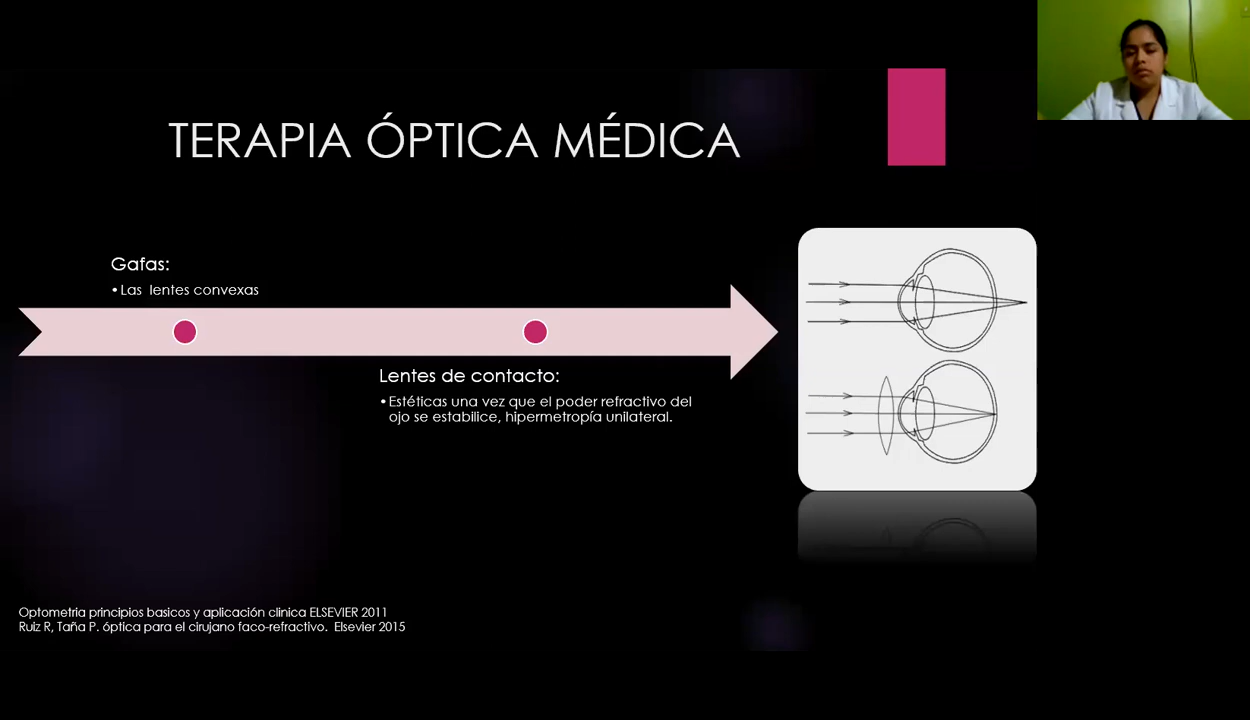 TERAPIA ÓPTICA MÉDICA
Gafas:
•Las lentes convexas
Lentes de contacto:
•Estéticas una vez que el poder refractivo del
ojo se estabilice, hipermetropía unilateral.
Optometria principios basicos y aplicación clinica ELSEVIER 2011
Ruiz R, Taña P. óptica para el cirujano faco-refractivo. Elsevier 2015